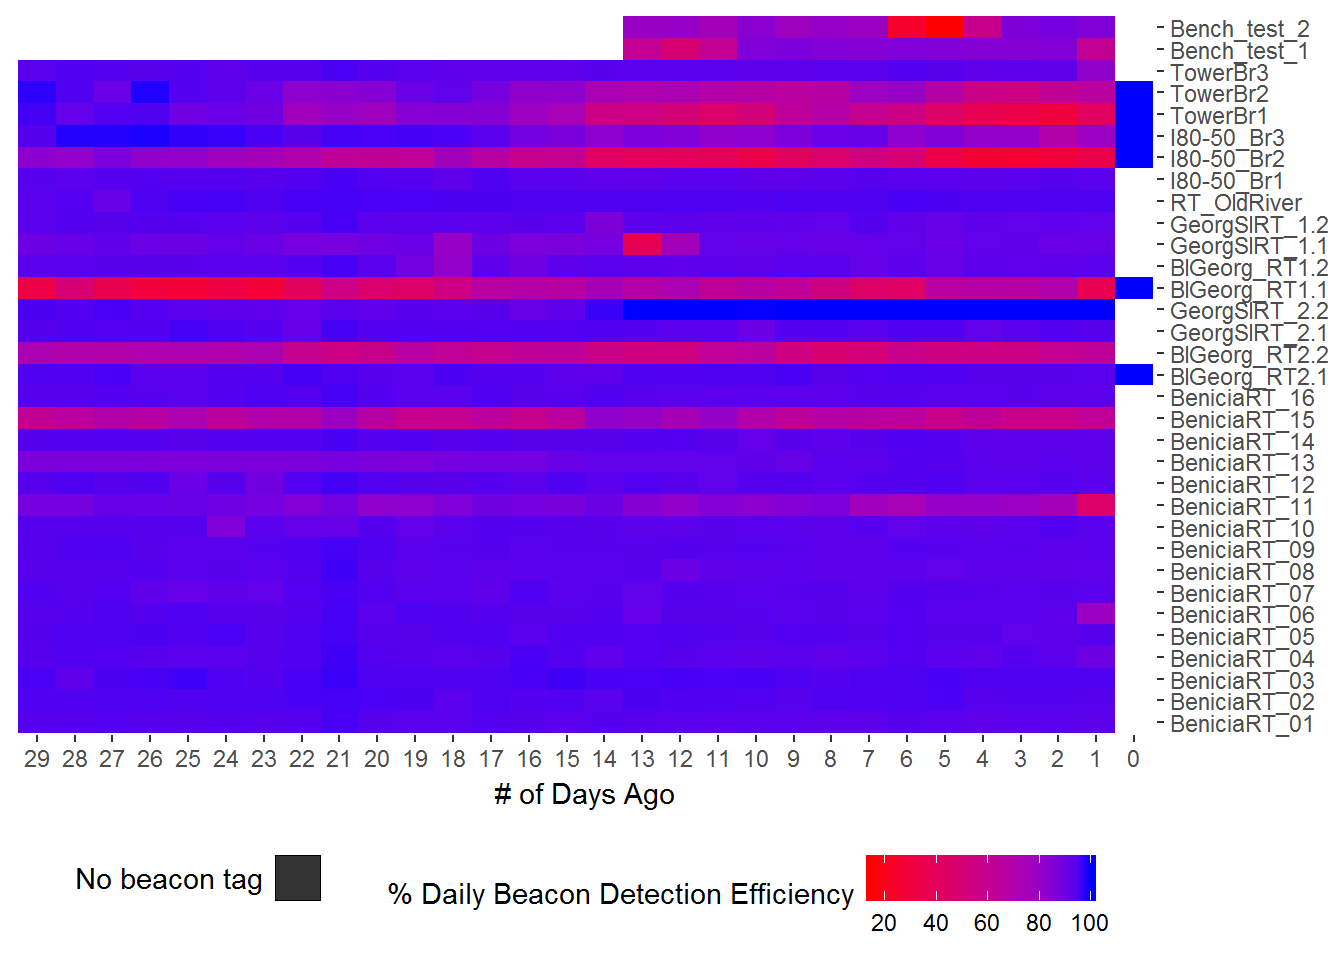 Bench_test_2
Bench_test_1
TowerBr3
TowerBr2
TowerBr1
I80-50_Br3
I80-50_Br2
I80-50_Br1
RT_OldRiver
GeorgSlRT_1.2
GeorgSlRT_1.1
BlGeorg_RT1.2
BlGeorg_RT1.1
GeorgSlRT_2.2
GeorgSlRT_2.1
BlGeorg_RT2.2
BlGeorg_RT2.1
BeniciaRT_16
BeniciaRT_15
BeniciaRT_14
BeniciaRT_13
BeniciaRT_12
BeniciaRT_11
BeniciaRT_10
BeniciaRT_09
BeniciaRT_08
BeniciaRT_07
BeniciaRT_06
BeniciaRT_05
BeniciaRT_04
BeniciaRT_03
BeniciaRT_02
BeniciaRT_01
29 28 27 26 25 24 23 22 21 20 19 18 17 16 15 14 13 12 11 10 9 8 7 6 5 4 3 2 1 0
# of Days Ago
No beacon tag
% Daily Beacon Detection Efficiency
20 40 60 80 100